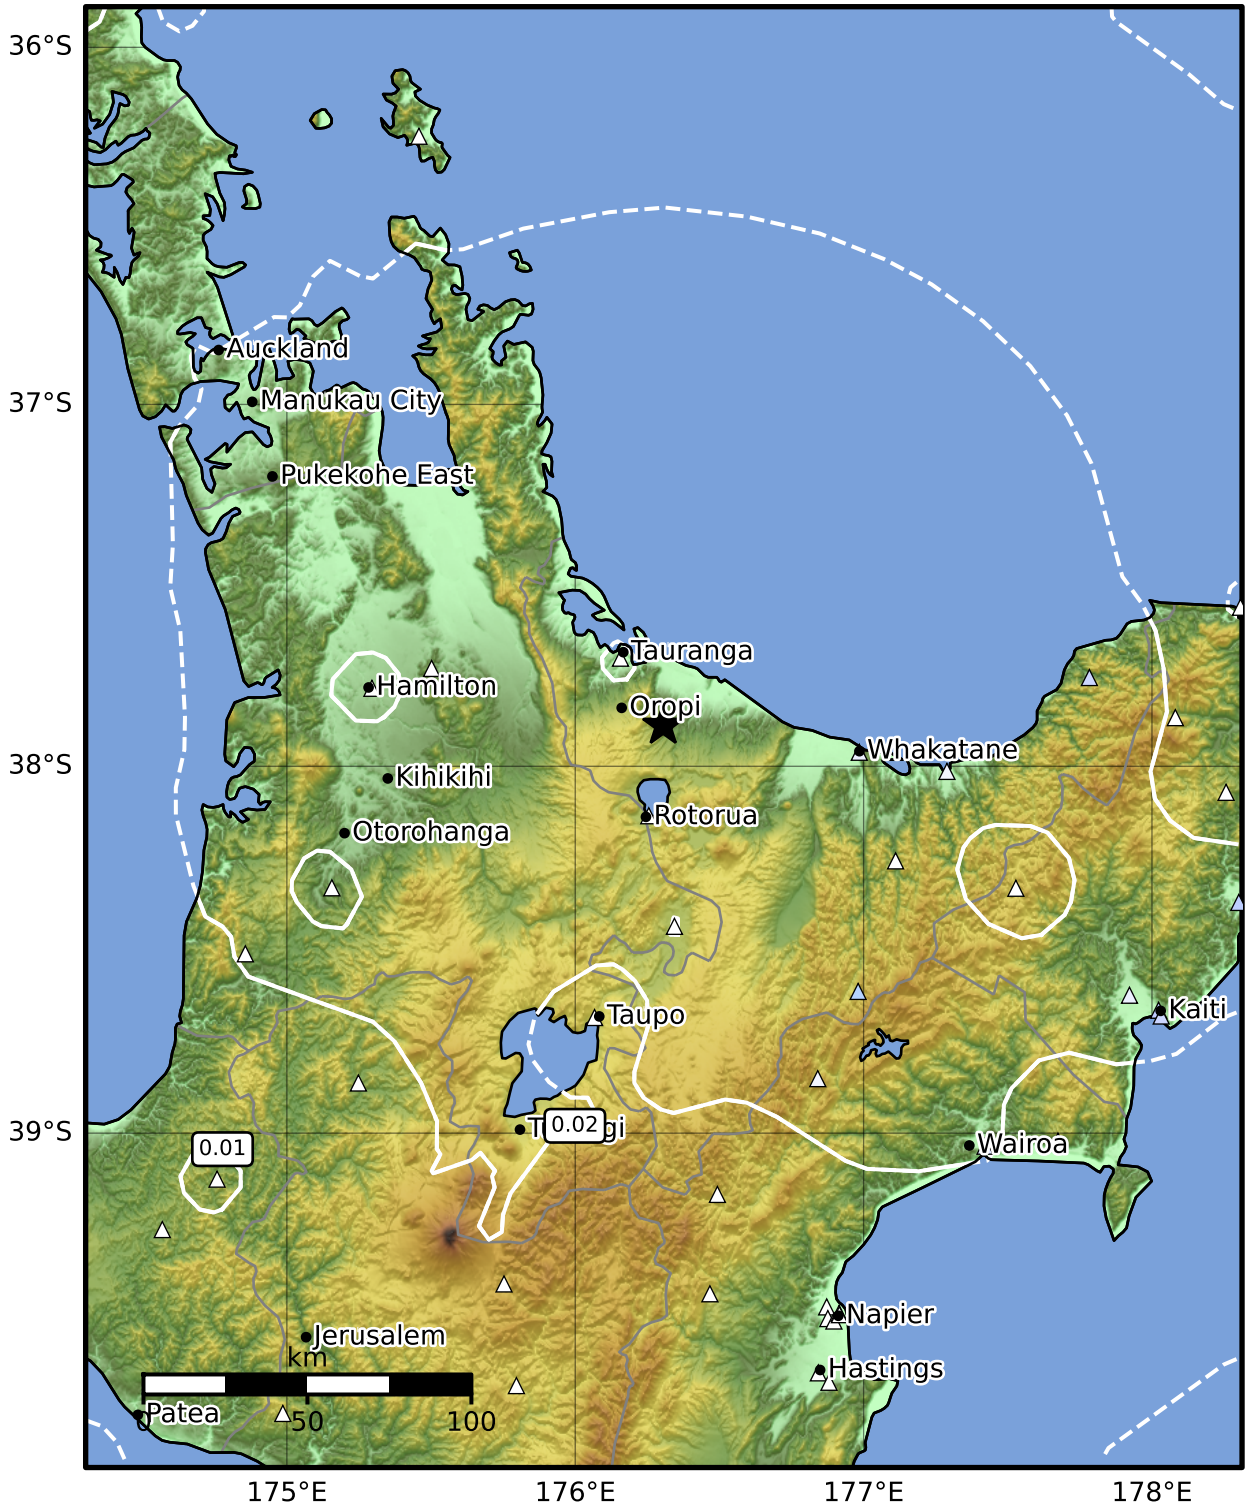 36°S
Auckland
37°S
Manukau City
Pukekohe East
Tauranga
Hamilton
Oropi
38°S
Whakatane
Kihikihi
Rotorua
Otorohanga
Taupo
Kaiti
39°S
0.02
0.01
Wairoa
Napier
Jerusalem
km
Hastings
Patea
0
50
100
175°E
176°E
177°E
178°E